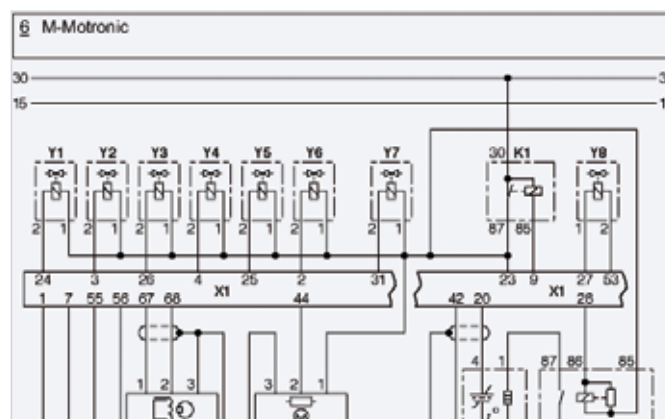 6 M-Motronic
30 3
15 1
Y1 Y2 Y3 Y4 Y5 Y6 Y7 30 K1 Y8
2 1 2 1 2 1 2 1 2 1 2 1 2 1 87 85 1 2
24 3 26 4 25 2 31 23 9 27 53
X1 X1
1 7 55 56 67 68 44 42 20 26
4 1 87 86 85
1 2 3 3 2 1